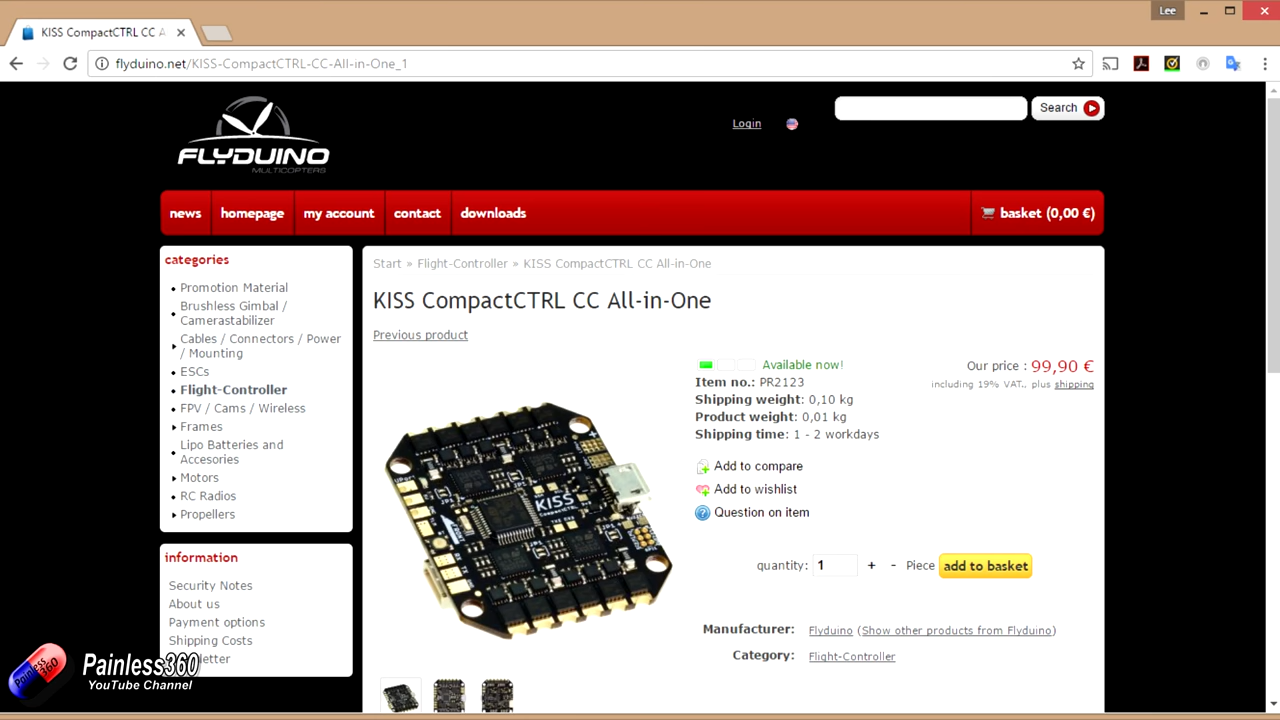 Lee
KISS CompactCTRL CC A
flyduino.net/KISS-CompactCTRL-CC-All-in-One_1
FLYDUINO
MULTICOPTERS
Login
Search
news
homepage
my account
contact
downloads
basket (0,00 €)
categories
Promotion Material
Brushless Gimbal /
Camerastabilizer
Cables / Connectors / Power
/ Mounting
ESCs
Flight-Controller
FPV / Cams / Wireless
Frames
Lipo Batteries and
Accesories
Motors
RC Radios
Propellers
information
Security Notes
About us
Payment options
Shipping Costs
letter
Start » Flight-Controller » KISS CompactCTRL CC All-in-One
KISS CompactCTRL CC All-in-One
Previous product
Available now!
Item no.: PR2123
Shipping weight: 0,10 kg
Product weight: 0,01 kg
Shipping time: 1 - 2 workdays
Our price : 99,90 €
including 19% VAT., plus shipping
Add to compare
Add to wishlist
Question on item
quantity: 1 + - Piece add to basket
Manufacturer: Flyduino (Show other products from Flyduino)
Category: Flight-Controller
KISS
Painless360
YouTube Channel
Painless
360